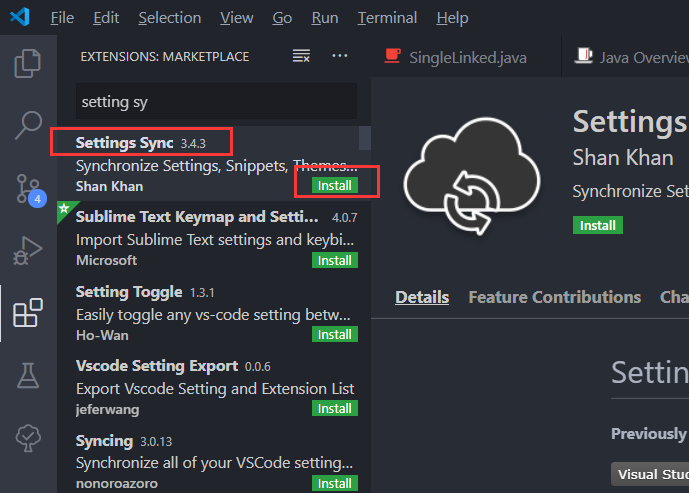 File Edit Selection View Go Run Terminal Help
EXTENSIONS: MARKETPLACE
SingleLinked.java
Java Overview
setting sy
Settings Sync 3.4.3
Synchronize Settings, Snippets, Themes...
Shan Khan
Install
Sublime Text Keymap and Setti... 4.0.7
Import Sublime Text settings and keybi...
Microsoft
Install
Setting Toggle 1.3.1
Easily toggle any vs-code setting betw...
Ho-Wan
Install
Vscode Setting Export 0.0.6
Export Vscode Setting and Extension List
jeferwang
Install
Syncing 3.0.13
Synchronize all of your VSCode setting...
nonoroazoro
Install
4
Settings
Shan Khan
Synchronize Set
Install
Details Feature Contributions Cha
Settin
Previously
Visual Stud